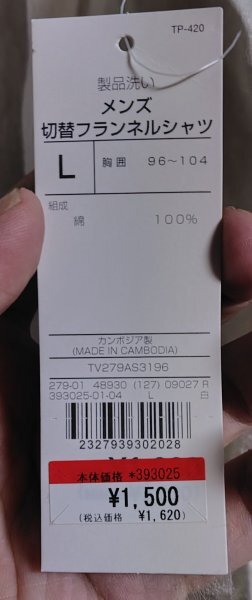 TP-420
製品洗い
メンズ
切替フランネルシャツ
L 胸囲 96～104
組成
綿 100%
カンボジア製
(MADE IN CAMBODIA)
TV279AS3196
279-01 48930 (127) 09027 R
393025-01-04 L 白
2327939302028
本体価格 *393025
¥1,500
(税込価格 ¥1,620)